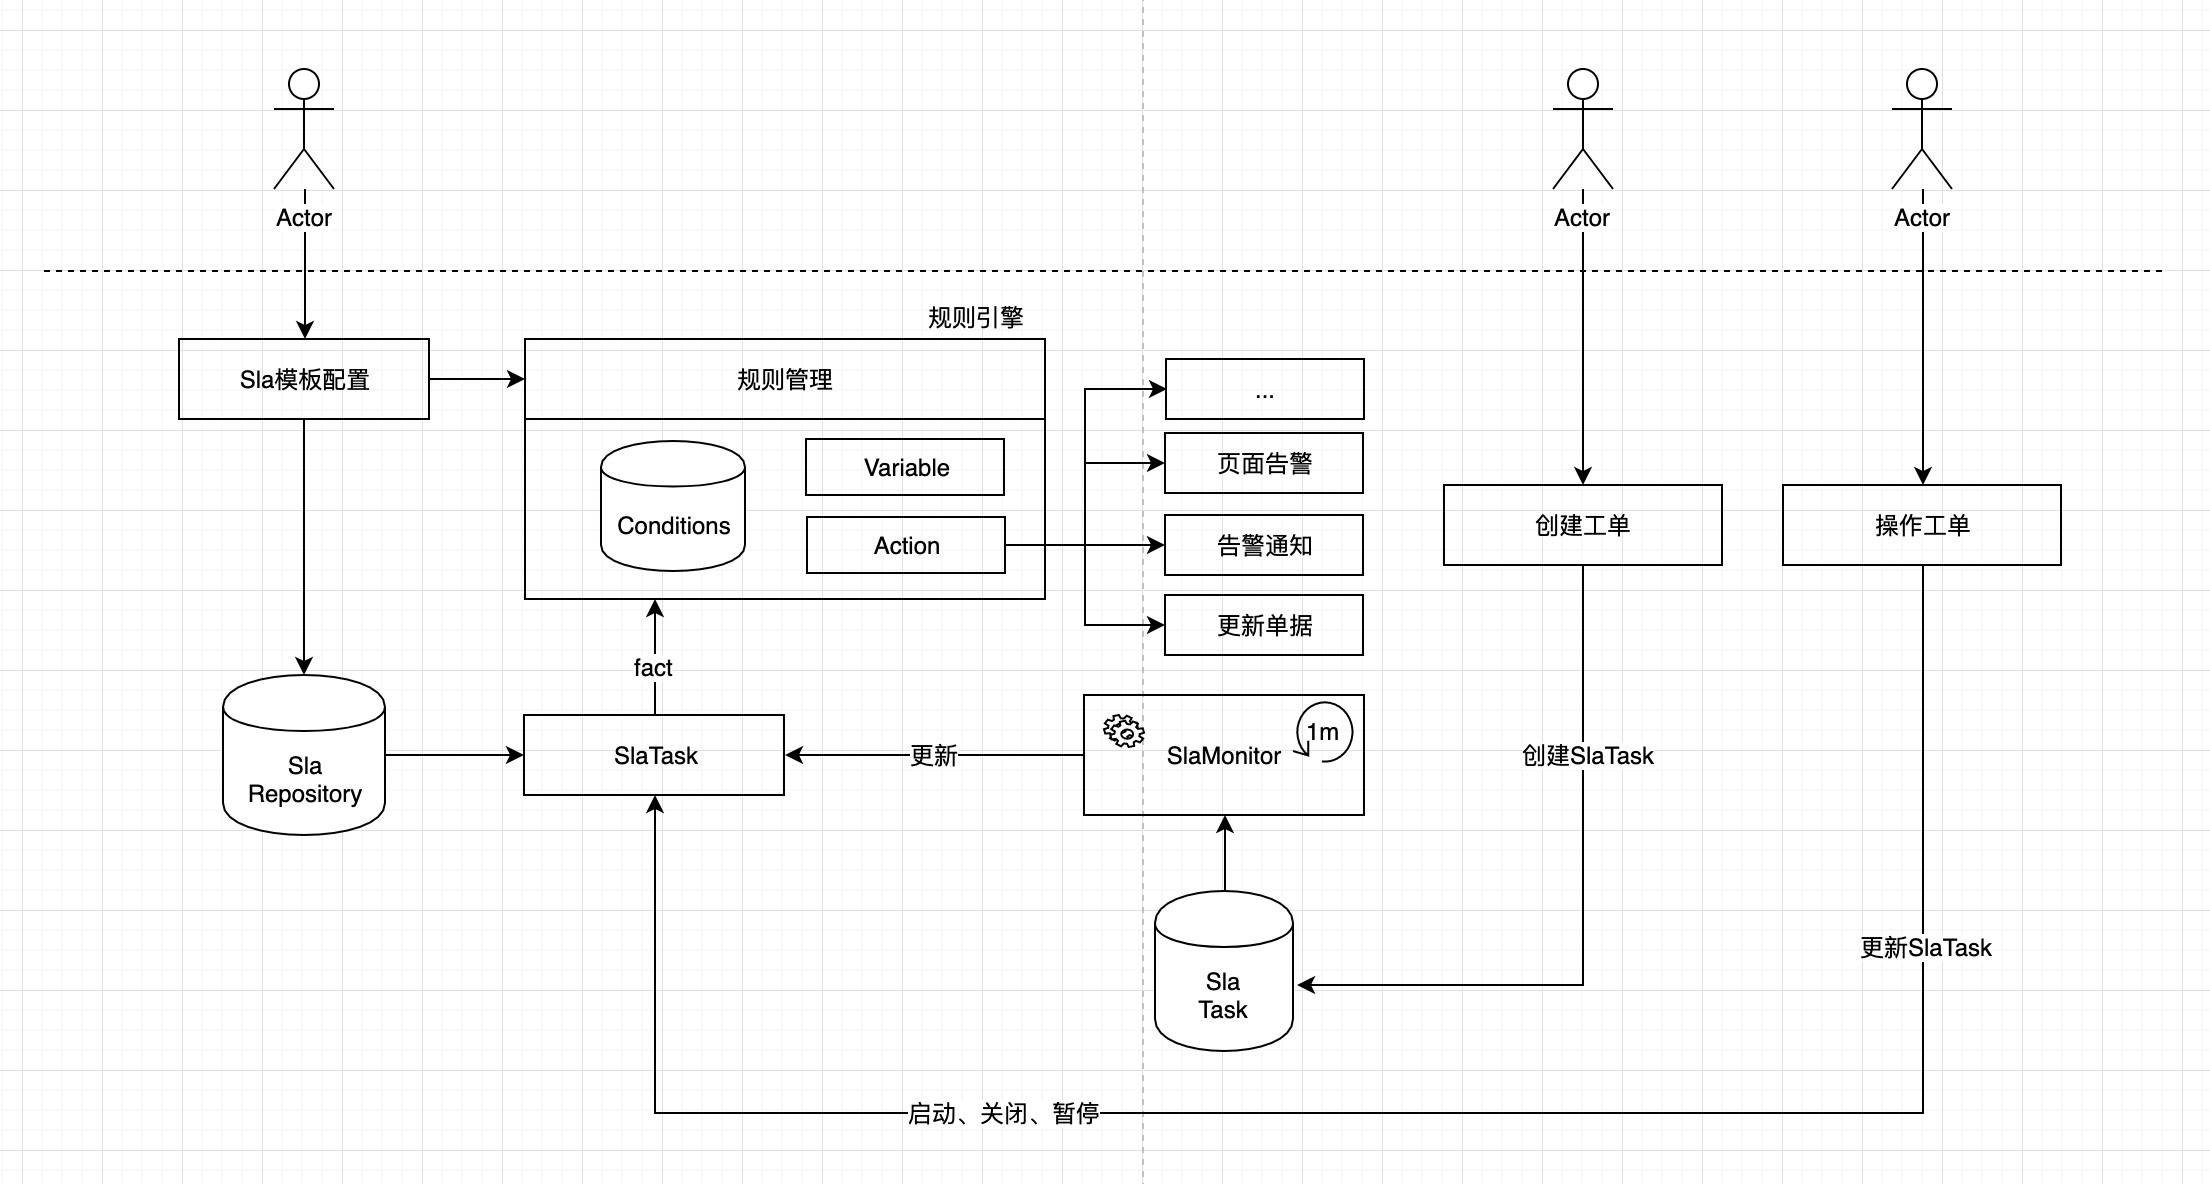 Actor
Actor
Actor
规则引擎
Sla模板配置
规则管理
...
Variable
页面告警
Conditions
Action
告警通知
创建工单
操作工单
更新单据
fact
1m
Sla
Repository
SlaTask
更新
SlaMonitor
创建SlaTask
更新SlaTask
Sla
Task
启动、关闭、暂停